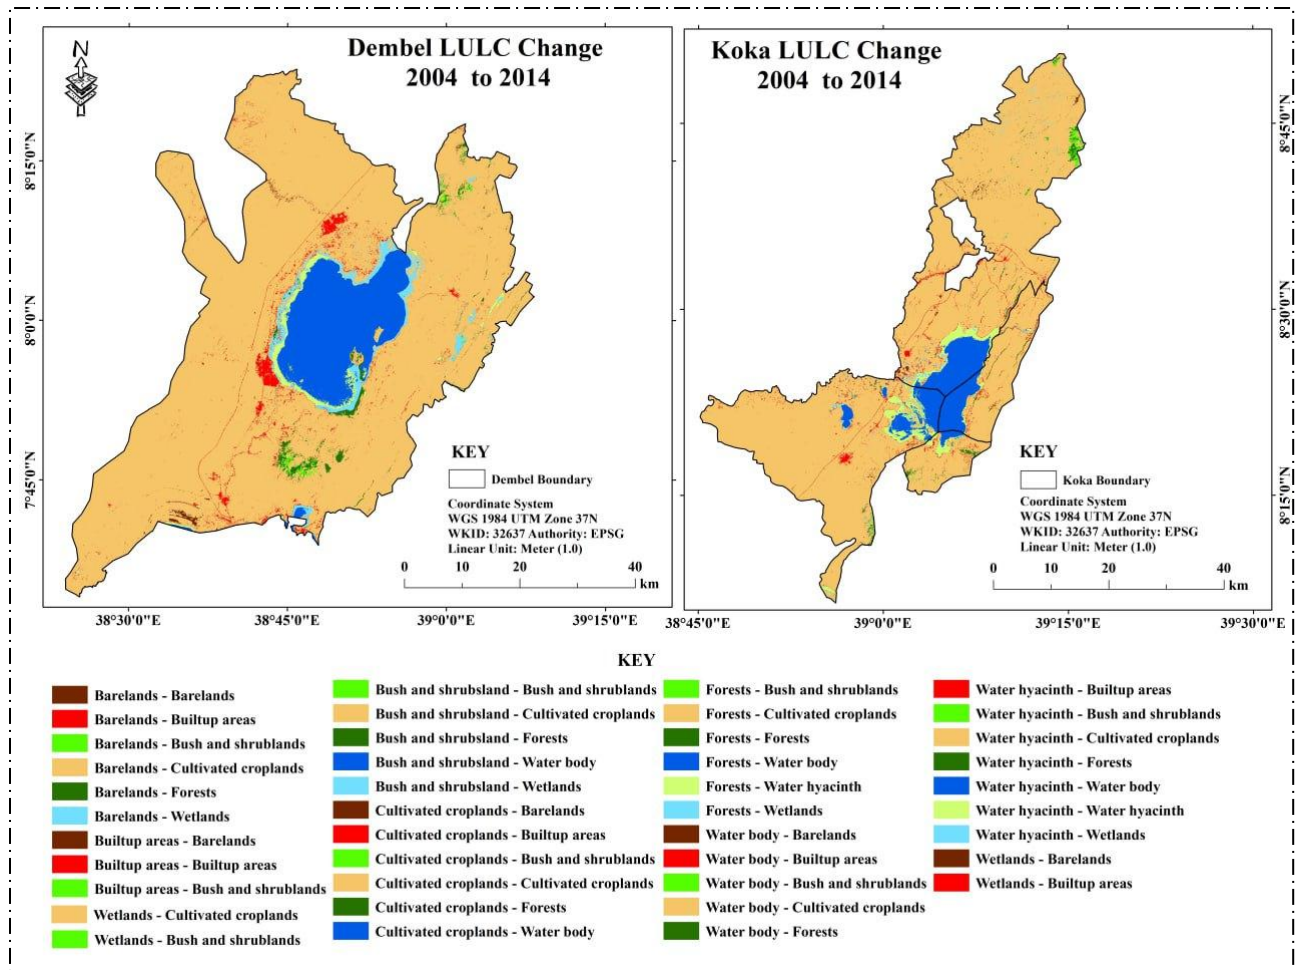 N
Dembel LULC Change
2004 to 2014
8°15'0"N
8°0'0"N
7°45'0"N
KEY
Dembel Boundary
Coordinate System
WGS 1984 UTM Zone 37N
WKID: 32637 Authority: EPSG
Linear Unit: Meter (1.0)
0 10 20 40
km
38°30'0"E 38°45'0"E 39°0'0"E 39°15'0"E
Koka LULC Change
2004 to 2014
8°45'0"N
8°30'0"N
8°15'0"N
KEY
Koka Boundary
Coordinate System
WGS 1984 UTM Zone 37N
WKID: 32637 Authority: EPSG
Linear Unit: Meter (1.0)
0 10 20 40
km
38°45'0"E 39°0'0"E 39°15'0"E 39°30'0"E
KEY
Barelands - Barelands
Barelands - Builtup areas
Barelands - Bush and shrublands
Barelands - Cultivated croplands
Barelands - Forests
Barelands - Wetlands
Builtup areas - Barelands
Builtup areas - Builtup areas
Builtup areas - Bush and shrublands
Wetlands - Cultivated croplands
Wetlands - Bush and shrublands
Bush and shrubsland - Bush and shrublands
Bush and shrubsland - Cultivated croplands
Bush and shrubsland - Forests
Bush and shrubsland - Water body
Bush and shrubsland - Wetlands
Cultivated croplands - Barelands
Cultivated croplands - Builtup areas
Cultivated croplands - Bush and shrublands
Cultivated croplands - Cultivated croplands
Cultivated croplands - Forests
Cultivated croplands - Water body
Forests - Bush and shrublands
Forests - Cultivated croplands
Forests - Forests
Forests - Water body
Forests - Water hyacinth
Forests - Wetlands
Water body - Barelands
Water body - Builtup areas
Water body - Bush and shrublands
Water body - Cultivated croplands
Water body - Forests
Water hyacinth - Builtup areas
Water hyacinth - Bush and shrublands
Water hyacinth - Cultivated croplands
Water hyacinth - Forests
Water hyacinth - Water body
Water hyacinth - Water hyacinth
Water hyacinth - Wetlands
Wetlands - Barelands
Wetlands - Builtup areas